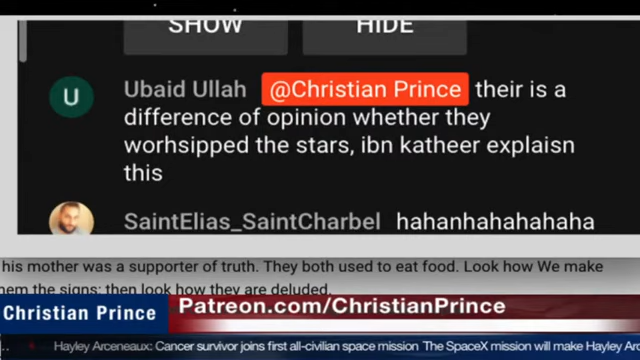 SHOW HIDE
U Ubaid Ullah @Christian Prince their is a
difference of opinion whether they
worhsipped the stars, ibn katheer explaisn
this
SaintElias_SaintCharbel hahanhahahahaha
his mother was a supporter of truth. They both used to eat food. Look how We make
them the signs; then look how they are deluded.
Christian Prince Patreon.com/ChristianPrince
Hayley Arceneaux: Cancer survivor joins first all-civilian space mission The SpaceX mission will make Hayley Arc